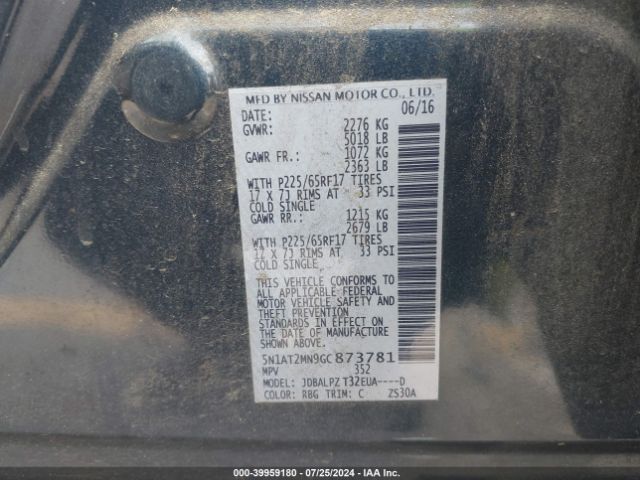 MFD BY NISSAN MOTOR CO., LTD.
DATE: 06/16
GVWR: 2276 KG
5018 LB
GAWR FR.: 1072 KG
2363 LB
WITH P225/65RF17 TIRES
17 X 7J RIMS AT 33 PSI
COLD SINGLE
GAWR RR.: 1215 KG
2679 LB
WITH P225/65RF17 TIRES
17 X 7J RIMS AT 33 PSI
COLD SINGLE
THIS VEHICLE CONFORMS TO
ALL APPLICABLE FEDERAL
MOTOR VEHICLE SAFETY AND
THEFT PREVENTION
STANDARDS IN EFFECT ON
THE DATE OF MANUFACTURE
SHOWN ABOVE.
5N1AT2MN9GC873781
MPV 352
MODEL: JDBALPZ T32EUA----D
COLOR: RBG TRIM: C ZS30A
000-39959180 - 07/25/2024 - IAA Inc.